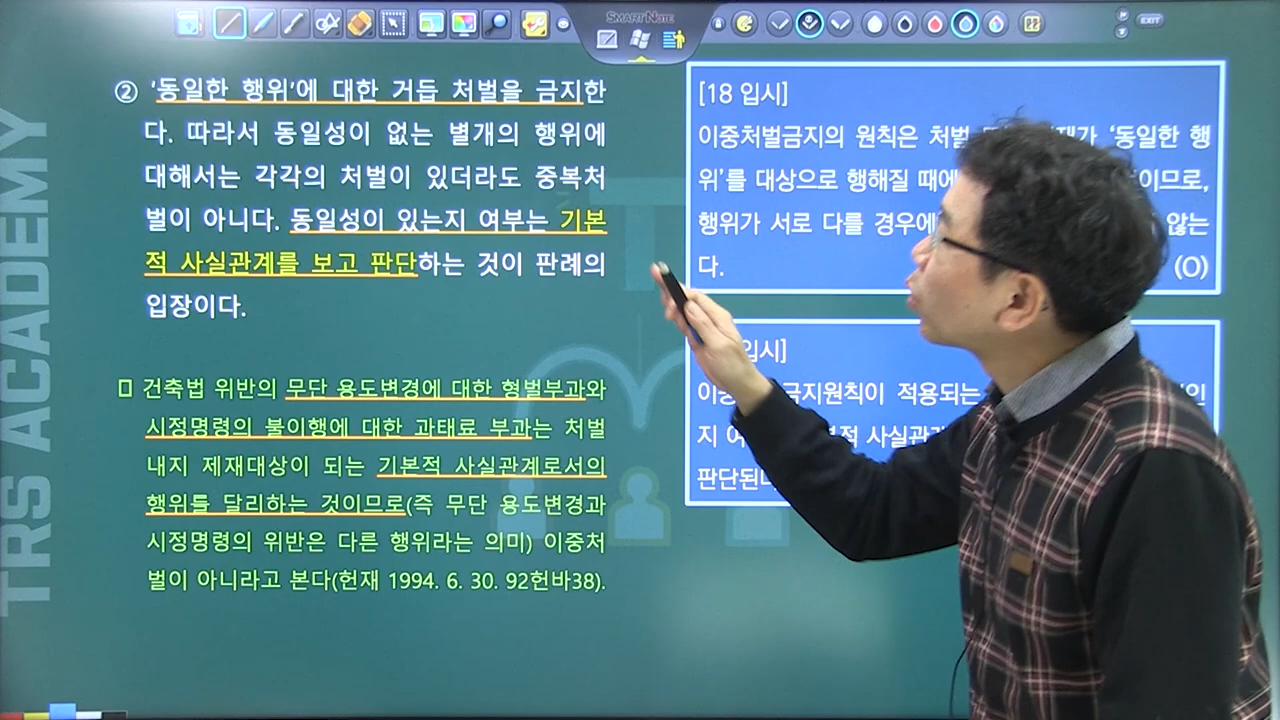 SMART NOTE
EXIT
TRS ACADEMY
② ‘동일한 행위’에 대한 거듭 처벌을 금지한
다. 따라서 동일성이 없는 별개의 행위에
대해서는 각각의 처벌이 있더라도 중복처
벌이 아니다. 동일성이 있는지 여부는 기본
적 사실관계를 보고 판단하는 것이 판례의
입장이다.
ㅁ 건축법 위반의 무단 용도변경에 대한 형벌부과와
시정명령의 불이행에 대한 과태료 부과는 처벌
내지 제재대상이 되는 기본적 사실관계로서의
행위를 달리하는 것이므로(즉 무단 용도변경과
시정명령의 위반은 다른 행위라는 의미) 이중처
벌이 아니라고 본다(헌재 1994. 6. 30. 92헌바38).
[18 입시]
이중처벌금지의 원칙은 처벌 ‘동일한 행
위’를 대상으로 행해질 때에 이므로,
행위가 서로 다를 경우에 않는
다. (O)
입시]
금지원칙이 적용되는 인
지 사실관계
판단된다